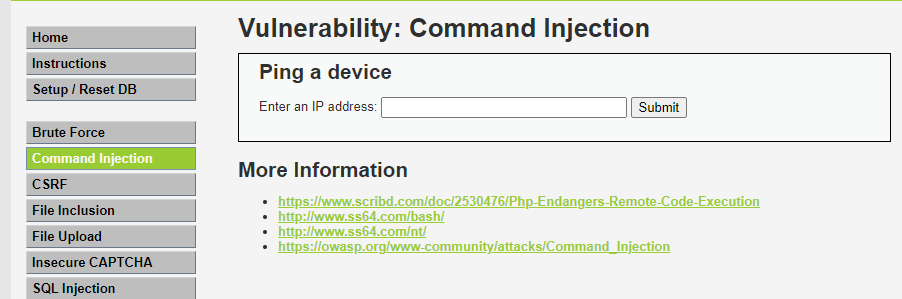 Home
Instructions
Setup / Reset DB
Brute Force
Command Injection
CSRF
File Inclusion
File Upload
Insecure CAPTCHA
SQL Injection
Vulnerability: Command Injection
Ping a device
Enter an IP address:
Submit
More Information
https://www.scribd.com/doc/2530476/Php-Endangers-Remote-Code-Execution
http://www.ss64.com/bash/
http://www.ss64.com/nt/
https://owasp.org/www-community/attacks/Command_Injection